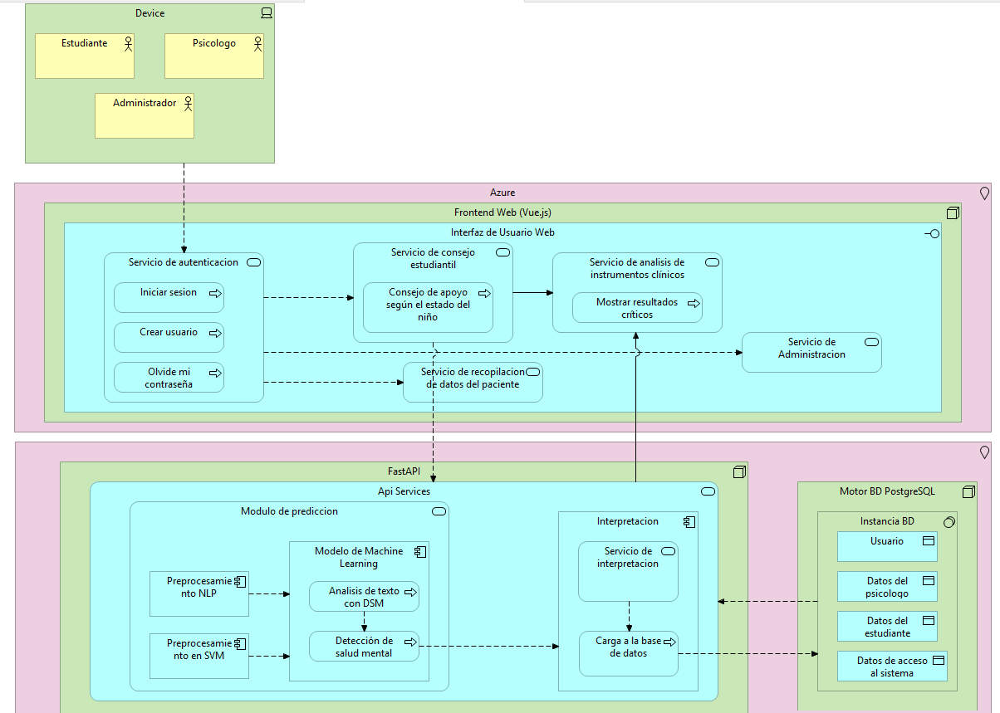 Device
Estudiante
Psicologo
Administrador
Azure
Frontend Web (Vue.js)
Interfaz de Usuario Web
Servicio de autenticacion
Iniciar sesion
Crear usuario
Olvide mi
contraseña
Servicio de consejo
estudiantil
Consejo de apoyo
según el estado del
niño
Servicio de analisis de
instrumentos clínicos
Mostrar resultados
críticos
Servicio de
Administracion
Servicio de recopilacion
de datos del paciente
FastAPI
Api Services
Modulo de prediccion
Preprocesamie
nto NLP
Preprocesamie
nto en SVM
Modelo de Machine
Learning
Analisis de texto
con DSM
Detección de
salud mental
Interpretacion
Servicio de
interpretacion
Carga a la base
de datos
Motor BD PostgreSQL
Instancia BD
Usuario
Datos del
psicologo
Datos del
estudiante
Datos de acceso
al sistema